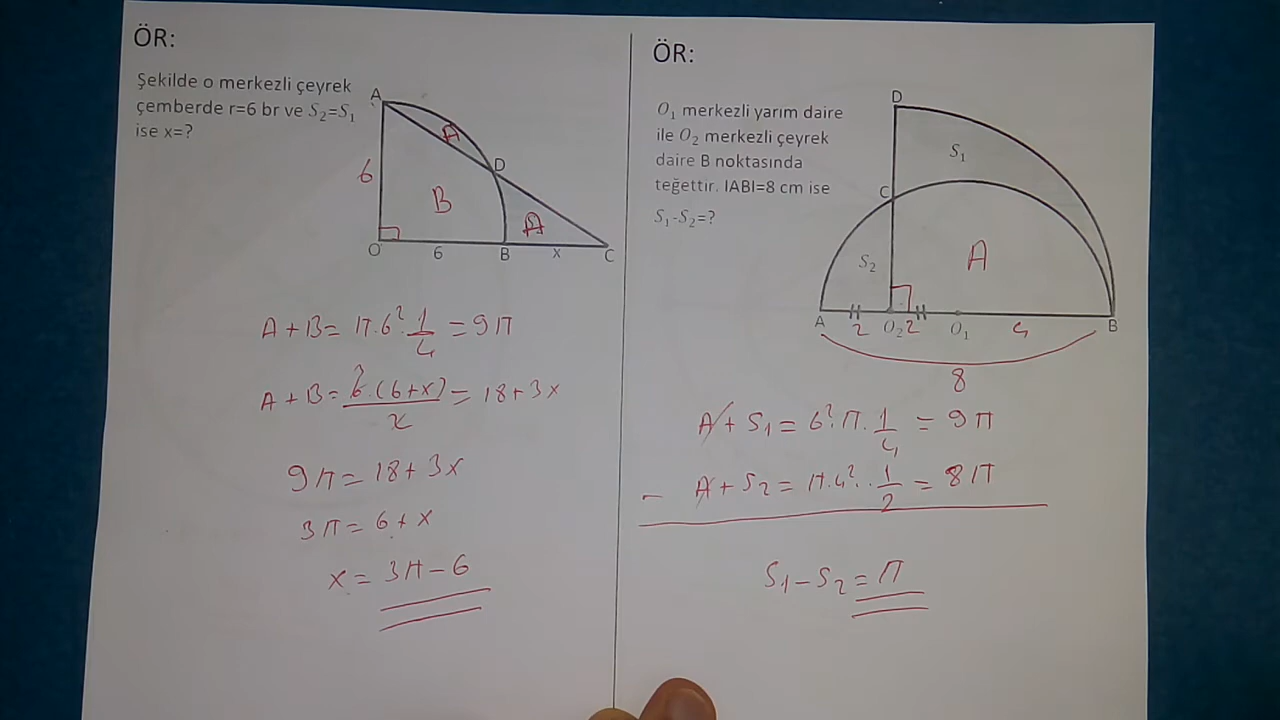 ÖR:
Şekilde o merkezli çeyrek
çemberde r=6 br ve S₂=S₁
ise x=?
A
A
D
6
B
A
O
6
B
x
C
A+B= π.6².1/4 =9π
A+B= 6.(6+x)/2 = 18+3x
9π=18+3x
3π=6+x
x= 3π-6
ÖR:
O₁ merkezli yarım daire
ile O₂ merkezli çeyrek
daire B noktasında
teğettir. IABI=8 cm ise
S₁-S₂=?
D
S₁
C
S₂
A
A
2
O₂
2
O₁
4
B
8
A+ S₁ = 6².π.1/4 = 9π
- A+ S₂ = π.4².1/2 = 8π
S₁-S₂=π